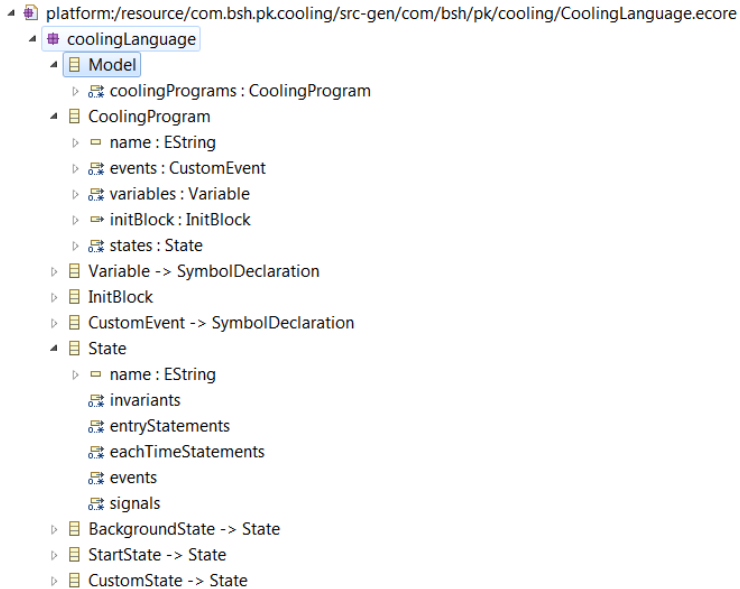 platform:/resource/com.bsh.pk.cooling/src-gen/com/bsh/pk/cooling/CoolingLanguage.ecore
coolingLanguage
Model
coolingPrograms : CoolingProgram
CoolingProgram
name : EString
events : CustomEvent
variables : Variable
initBlock : InitBlock
states : State
Variable -> SymbolDeclaration
InitBlock
CustomEvent -> SymbolDeclaration
State
name : EString
invariants
entryStatements
eachTimeStatements
events
signals
BackgroundState -> State
StartState -> State
CustomState -> State